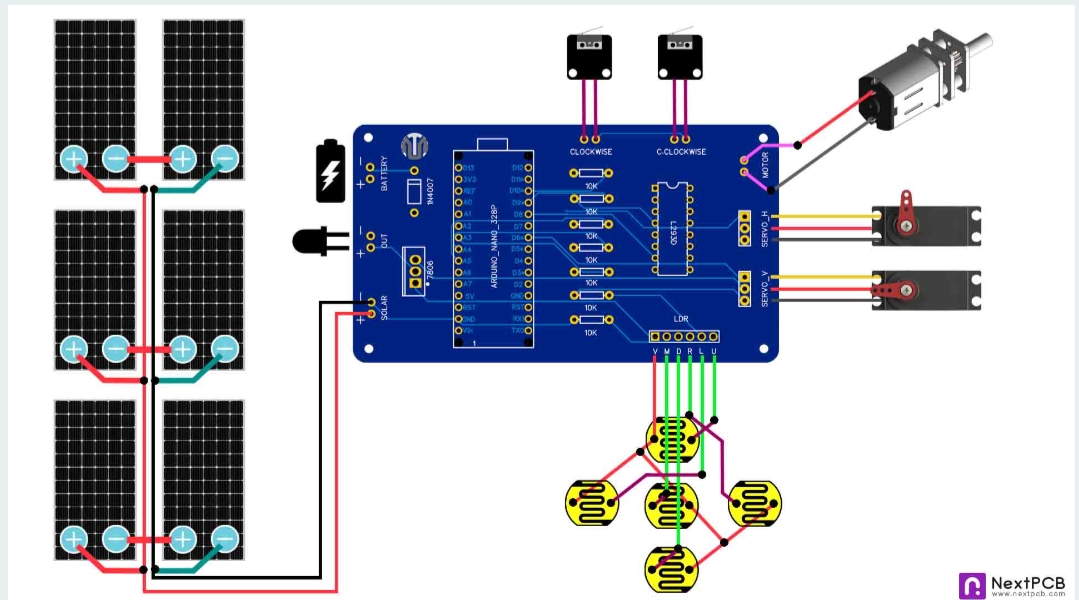 CLOCKWISE
C-CLOCKWISE
BATTERY
- +
1N4007
OUT
- +
7806
SOLAR
- +
ARDUINO_NANO_328P
D13 D12
3V3 D11~
REF D10~
A0 D9~
A1 D8
A2 D7
A3 D6~
A4 D5~
A5 D4
A6 D3~
A7 D2
5V GND
RST RST
GND RX0
Vin TX0
1
10K
10K
10K
10K
10K
10K
10K
L293D
MOTOR
SERVO_H
SERVO_V
LDR
V M D R L U
+ − + −
+ − + −
+ − + −
NextPCB
www.nextpcb.com